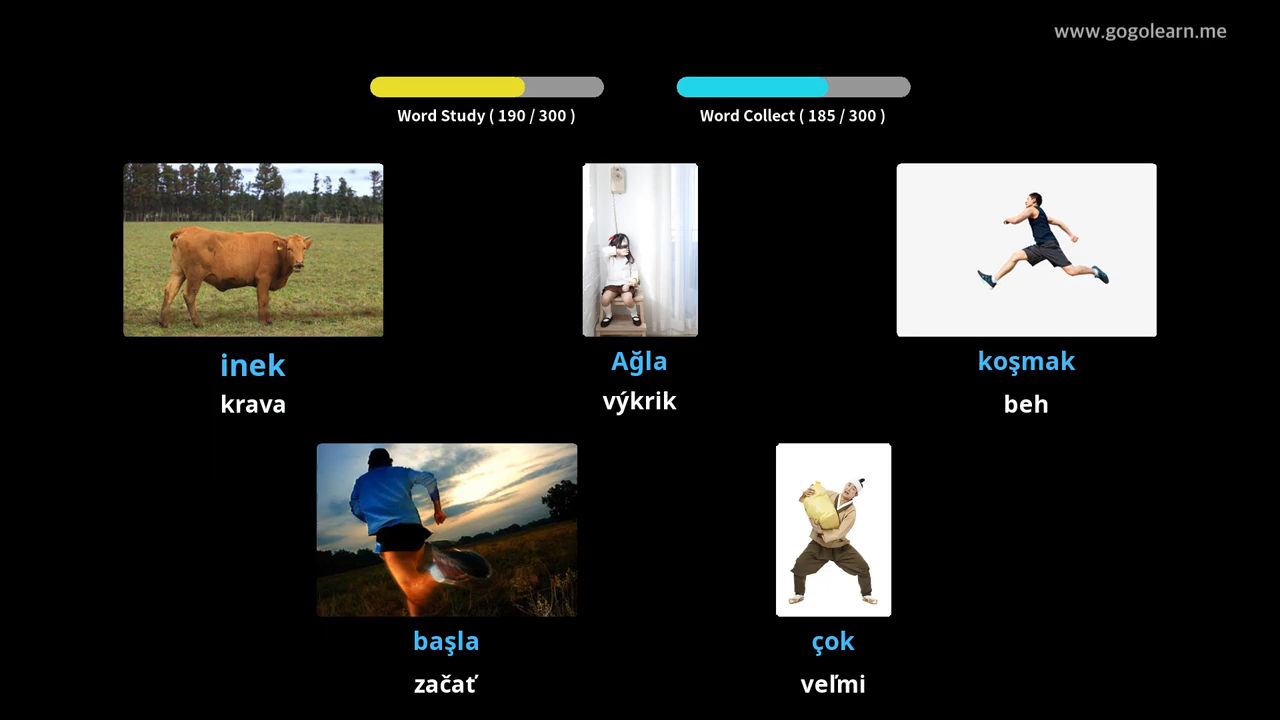 www.gogolearn.me
Word Study ( 190 / 300 )
Word Collect ( 185 / 300 )
inek
krava
Ağla
výkrik
koşmak
beh
başla
začať
çok
veľmi